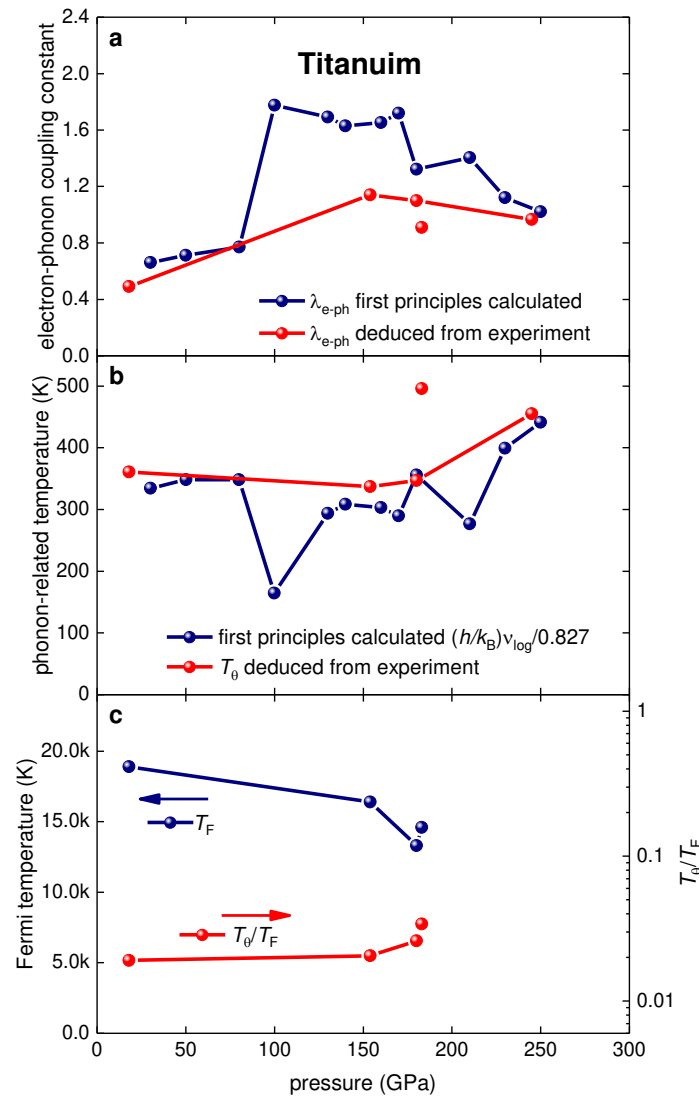 a
Titanuim
electron-phonon coupling constant
2.4
2.0
1.6
1.2
0.8
0.4
0.0
λe-ph first principles calculated
λe-ph deduced from experiment
b
phonon-related temperature (K)
500
400
300
200
100
0
first principles calculated (h/kB)νlog/0.827
Tθ deduced from experiment
c
Fermi temperature (K)
20.0k
15.0k
10.0k
5.0k
0.0
TF
Tθ/TF
1
0.1
0.01
Tθ/TF
0 50 100 150 200 250 300
pressure (GPa)